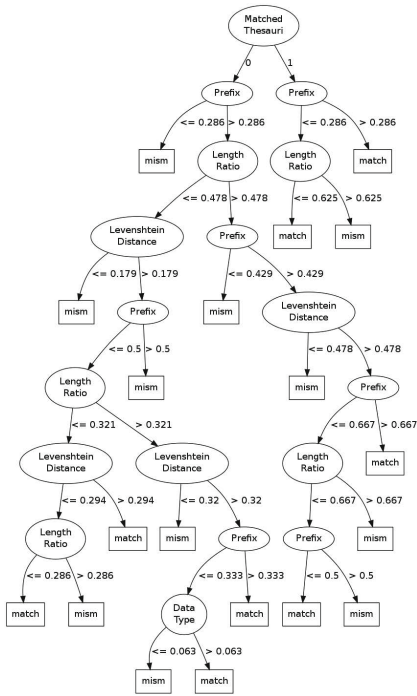 Matched
Thesauri
0
1
Prefix
Prefix
<= 0.286
> 0.286
<= 0.286
> 0.286
mism
Length
Ratio
Length
Ratio
match
<= 0.478
> 0.478
<= 0.625
> 0.625
Levenshtein
Distance
Prefix
match
mism
<= 0.179
> 0.179
<= 0.429
> 0.429
mism
Prefix
mism
Levenshtein
Distance
<= 0.5
> 0.5
<= 0.478
> 0.478
Length
Ratio
mism
mism
Prefix
<= 0.321
> 0.321
<= 0.667
> 0.667
Levenshtein
Distance
Levenshtein
Distance
Length
Ratio
match
<= 0.294
> 0.294
<= 0.32
> 0.32
<= 0.667
> 0.667
Length
Ratio
match
mism
Prefix
Prefix
mism
<= 0.286
> 0.286
<= 0.333
> 0.333
<= 0.5
> 0.5
match
mism
Data
Type
match
match
mism
<= 0.063
> 0.063
mism
match